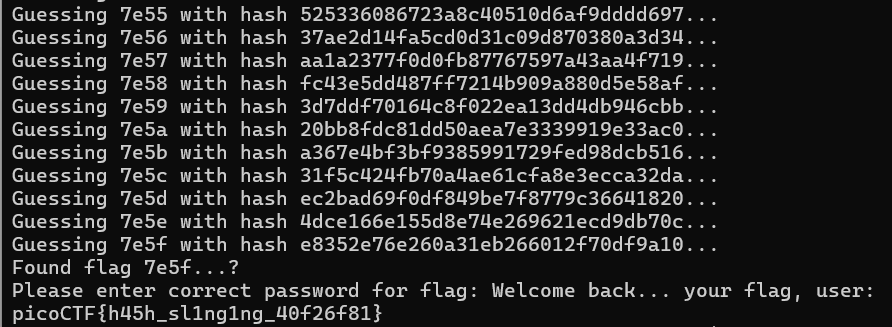 Guessing 7e55 with hash 525336086723a8c40510d6af9dddd697...
Guessing 7e56 with hash 37ae2d14fa5cd0d31c09d870380a3d34...
Guessing 7e57 with hash aa1a2377f0d0fb87767597a43aa4f719...
Guessing 7e58 with hash fc43e5dd487ff7214b909a880d5e58af...
Guessing 7e59 with hash 3d7ddf70164c8f022ea13dd4db946cbb...
Guessing 7e5a with hash 20bb8fdc81dd50aea7e3339919e33ac0...
Guessing 7e5b with hash a367e4bf3bf9385991729fed98dcb516...
Guessing 7e5c with hash 31f5c424fb70a4ae61cfa8e3ecca32da...
Guessing 7e5d with hash ec2bad69f0df849be7f8779c36641820...
Guessing 7e5e with hash 4dce166e155d8e74e269621ecd9db70c...
Guessing 7e5f with hash e8352e76e260a31eb266012f70df9a10...
Found flag 7e5f...?
Please enter correct password for flag: Welcome back... your flag, user:
picoCTF{h45h_sl1ng1ng_40f26f81}